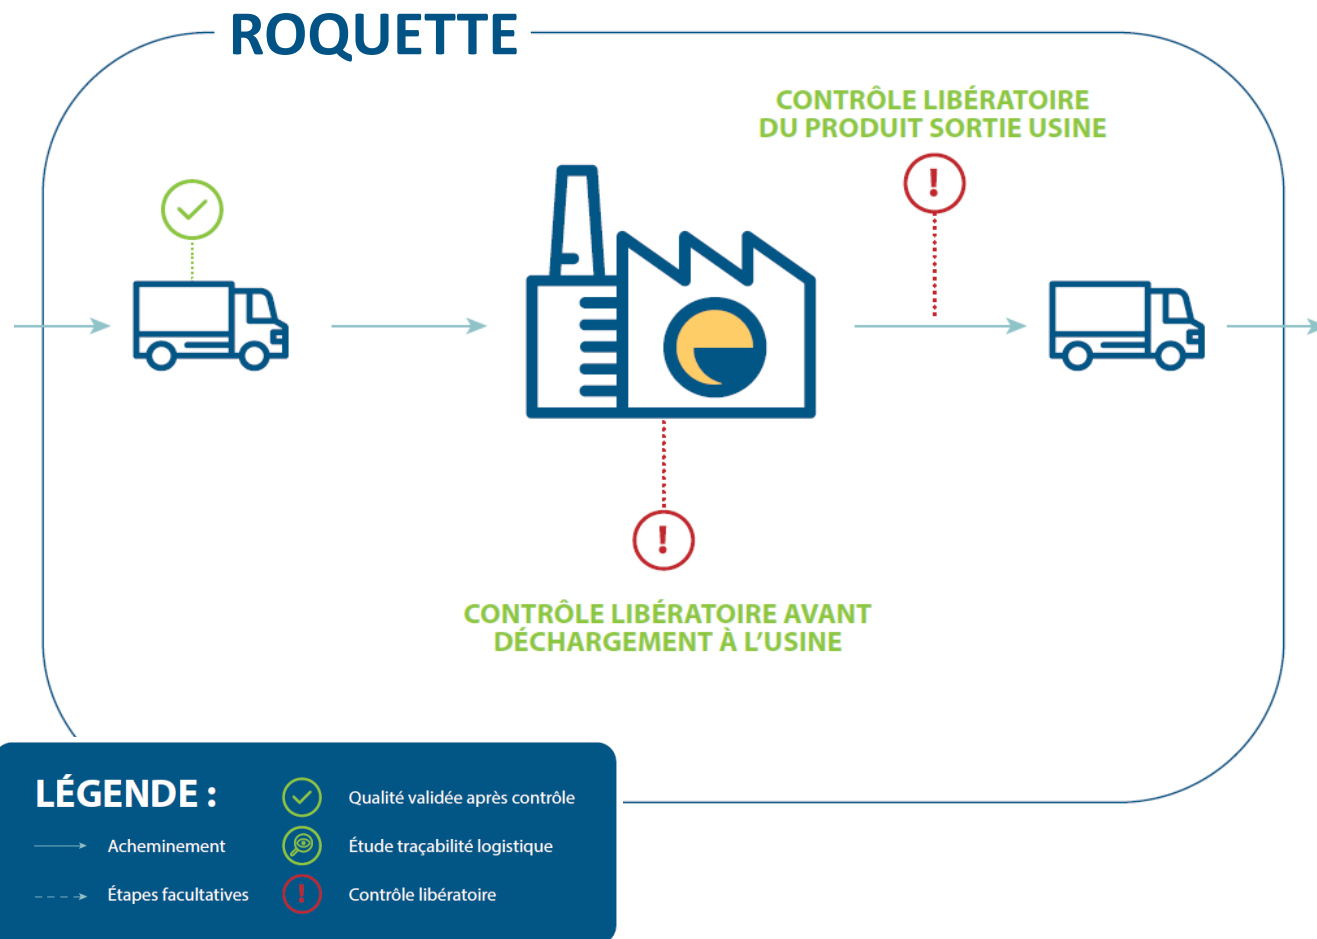 ROQUETTE
CONTRÔLE LIBÉRATOIRE
DU PRODUIT SORTIE USINE
CONTRÔLE LIBÉRATOIRE AVANT
DÉCHARGEMENT À L’USINE
LÉGENDE :
Acheminement
Étapes facultatives
Qualité validée après contrôle
Étude traçabilité logistique
Contrôle libératoire